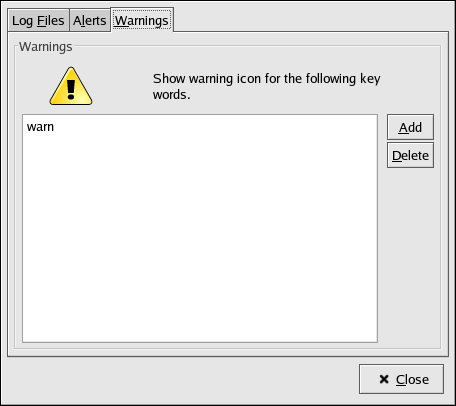 Log Files Alerts Warnings
Warnings
Show warning icon for the following key
words.
warn
Add
Delete
Close